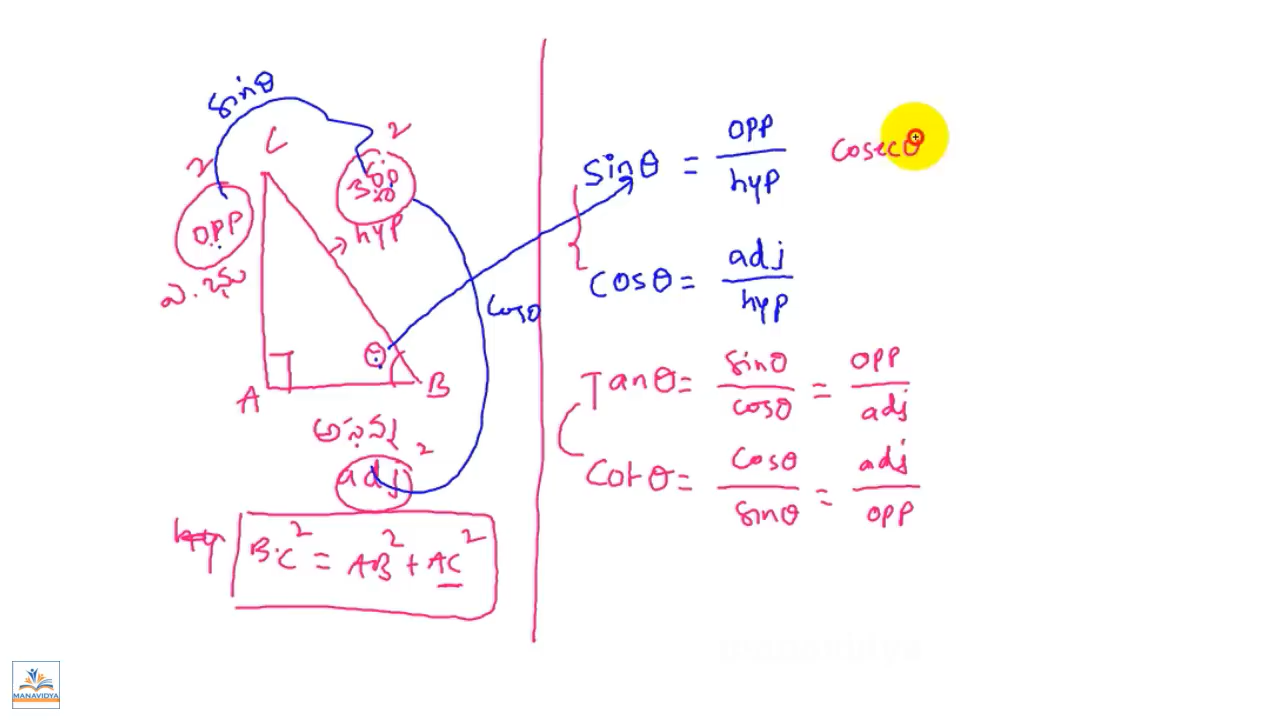 sinθ
C
2
2
opp
hyp
θ
cosθ
A
B
adj
2
BC² = AB² + AC²
sinθ = opp/hyp cosecθ
cosθ = adj/hyp
Tanθ = sinθ/cosθ = opp/adj
cotθ = cosθ/sinθ = adj/opp
MANAVIDYA